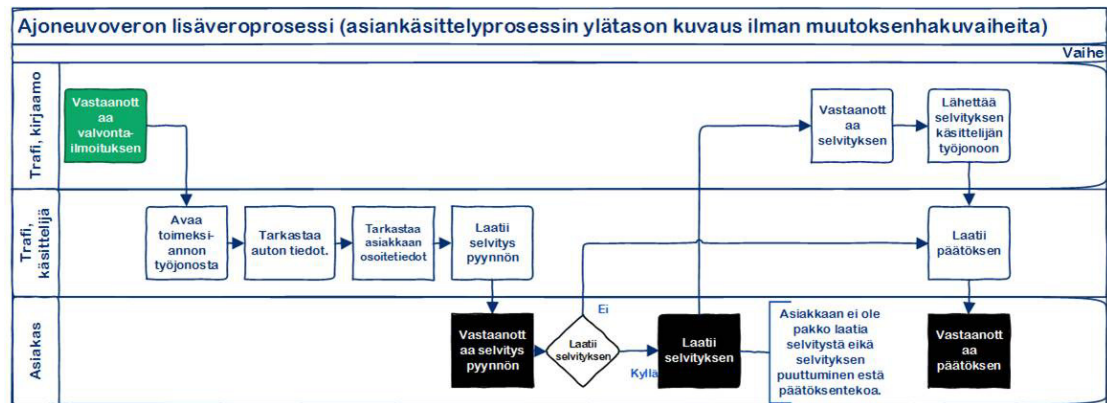 Ajoneuvoveron lisäveroprosessi (asiankäsittelyprosessin ylätason kuvaus ilman muutoksenhakuvaiheita)
Vaihe
Trafi, kirjaamo
Vastaanott
aa
valvonta-
ilmoituksen
Vastaanott
aa
selvityksen
Lähettää
selvityksen
käsittelijän
työjonoon
Trafi,
käsittelijä
Avaa
toimeksi-
annon
työjonosta
Tarkastaa
auton tiedot.
Tarkastaa
asiakkaan
osoitetiedot
Laatii
selvitys
pyynnön
Laatii
päätöksen
Asiakas
Vastaanott
aa selvitys
pyynnön
Laatii
selvityksen
Ei
Kyllä
Laatii
selvityksen
Asiakkaan ei ole
pakko laatia
selvitystä eikä
selvityksen
puuttuminen estä
päätöksentekoa.
Vastaanott
aa
päätöksen